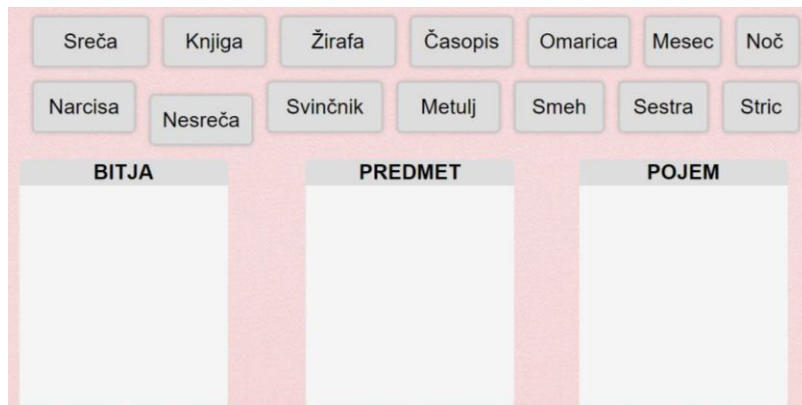 Sreča Knjiga Žirafa Časopis Omarica Mesec Noč
Narcisa Nesreča Svinčnik Metulj Smeh Sestra Stric
BITJA PREDMET POJEM